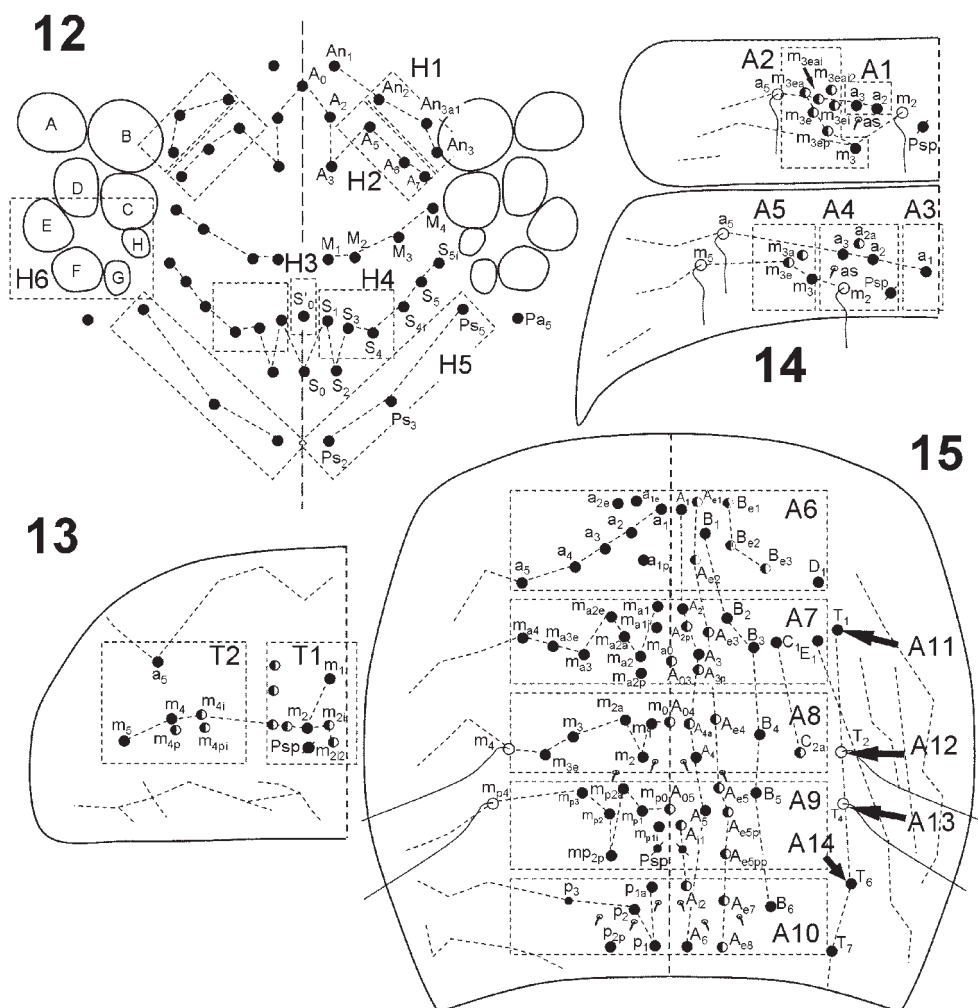 12
An₁
A₀
H1
An₂
A₂
An₃ₐ₁
A₅
An₃
A₆
A₇
A₃
H2
A
B
D
C
E
H
F
G
H6
M₄
M₁
M₂
M₃
S₅ᵢ
H3
H4
S'₀
S₁
S₃
S₄
S₄ᵢ
S₅
Ps₅
Pa₅
S₀
S₂
H5
Ps₃
Ps₂
14
A2
m₃ₑₐᵢ
m₃ₑₐᵢ₂
A1
a₅
m₃ₑₐ
a₃
a₂
m₂
m₃ₑ
m₃ₑᵢ
as
m₃ₑₚ
m₃
Psp
A5
A4
A3
a₅
a₂ₐ
a₃
a₂
a₁
m₅
m₃ₐ
m₃ₑ
as
m₃
m₂
Psp
13
T2
T1
a₅
m₁
m₄
m₄ᵢ
m₂
m₂ᵢ
m₅
m₄ₚ
m₄ₚᵢ
Psp
m₂ᵢ₂
15
a₂ₑ
a₁ₑ
A₁
Aₑ₁
Bₑ₁
A6
a₁
B₁
a₂
a₃
Bₑ₂
a₄
a₁ₚ
Aₑ₂
Bₑ₃
a₅
D₁
mₐ₂ₑ
mₐ₁
A₂
B₂
A7
T₁
mₐ₄
mₐ₃ₑ
mₐ₂ₐ
mₐ₁ᵢ
A₂ₚ
Aₑ₃
B₃
C₁
E₁
A11
mₐ₃
mₐ₂
mₐ₀
A₃
mₐ₂ₚ
A₀₃
A₃ₚ
m₂ₐ
m₀
A₀₄
A8
m₃
A₄ₐ
Aₑ₄
B₄
T₂
m₄
m₃ₑ
m₂
A₄
C₂ₐ
A12
mₚ₄
mₚ₃
mₚ₂ₐ
mₚ₀
A₀₅
Aₑ₅
B₅
A9
T₄
A13
mₚ₂
mₚ₁
A₅
Aₑ₅ₚ
mₚ₁ᵢ
Aᵢ₁
A14
mp₂ₚ
Psp
Aₑ₅ₚₚ
p₃
p₁ₐ
Aᵢ₂
Aₑ₇
B₆
T₆
p₂
A10
p₂ₚ
p₁
A₆
Aₑ₈
T₇